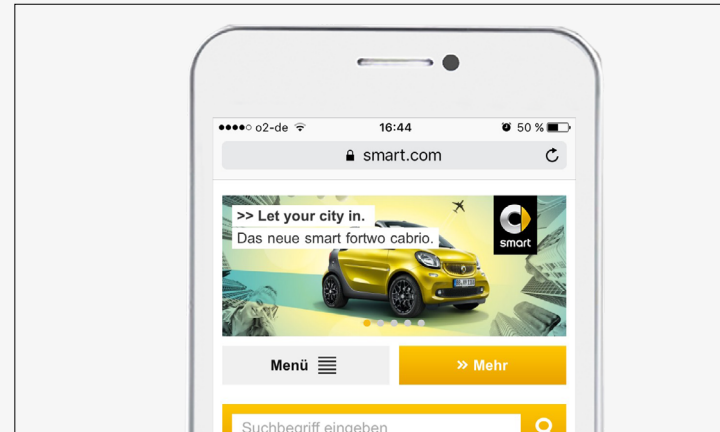 o2-de 16:44 50 %
smart.com
>> Let your city in.
Das neue smart fortwo cabrio.
smart
Menü >> Mehr
Suchbegriff eingeben